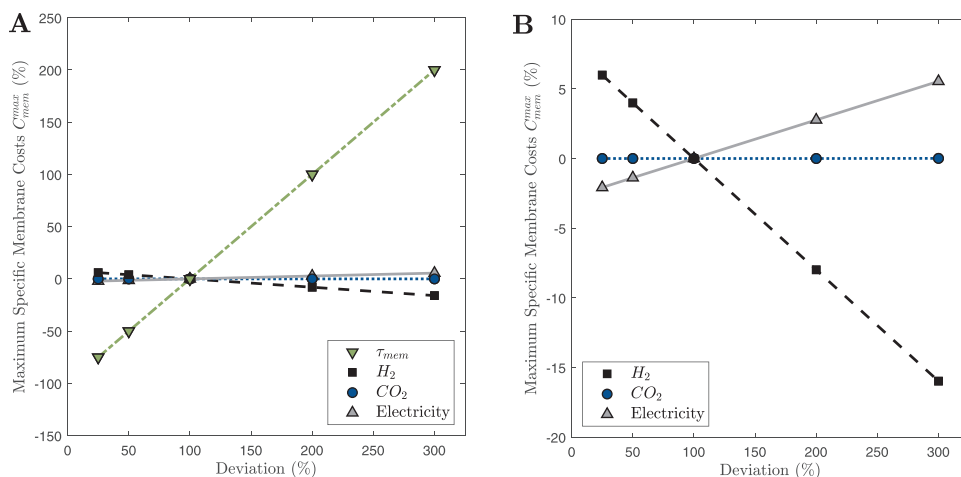 A
Maximum Specific Membrane Costs C_mem^max (%)
250
200
150
100
50
0
-50
-100
-150
0 50 100 150 200 250 300
Deviation (%)
τ_mem
H_2
CO_2
Electricity
B
Maximum Specific Membrane Costs C_mem^max (%)
10
5
0
-5
-10
-15
-20
0 50 100 150 200 250 300
Deviation (%)
H_2
CO_2
Electricity